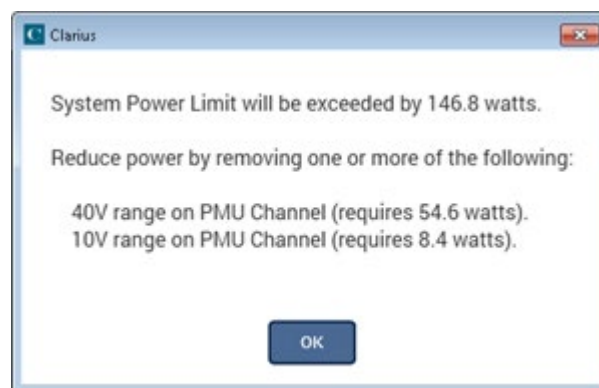 Clarius
System Power Limit will be exceeded by 146.8 watts.
Reduce power by removing one or more of the following:
40V range on PMU Channel (requires 54.6 watts).
10V range on PMU Channel (requires 8.4 watts).
OK